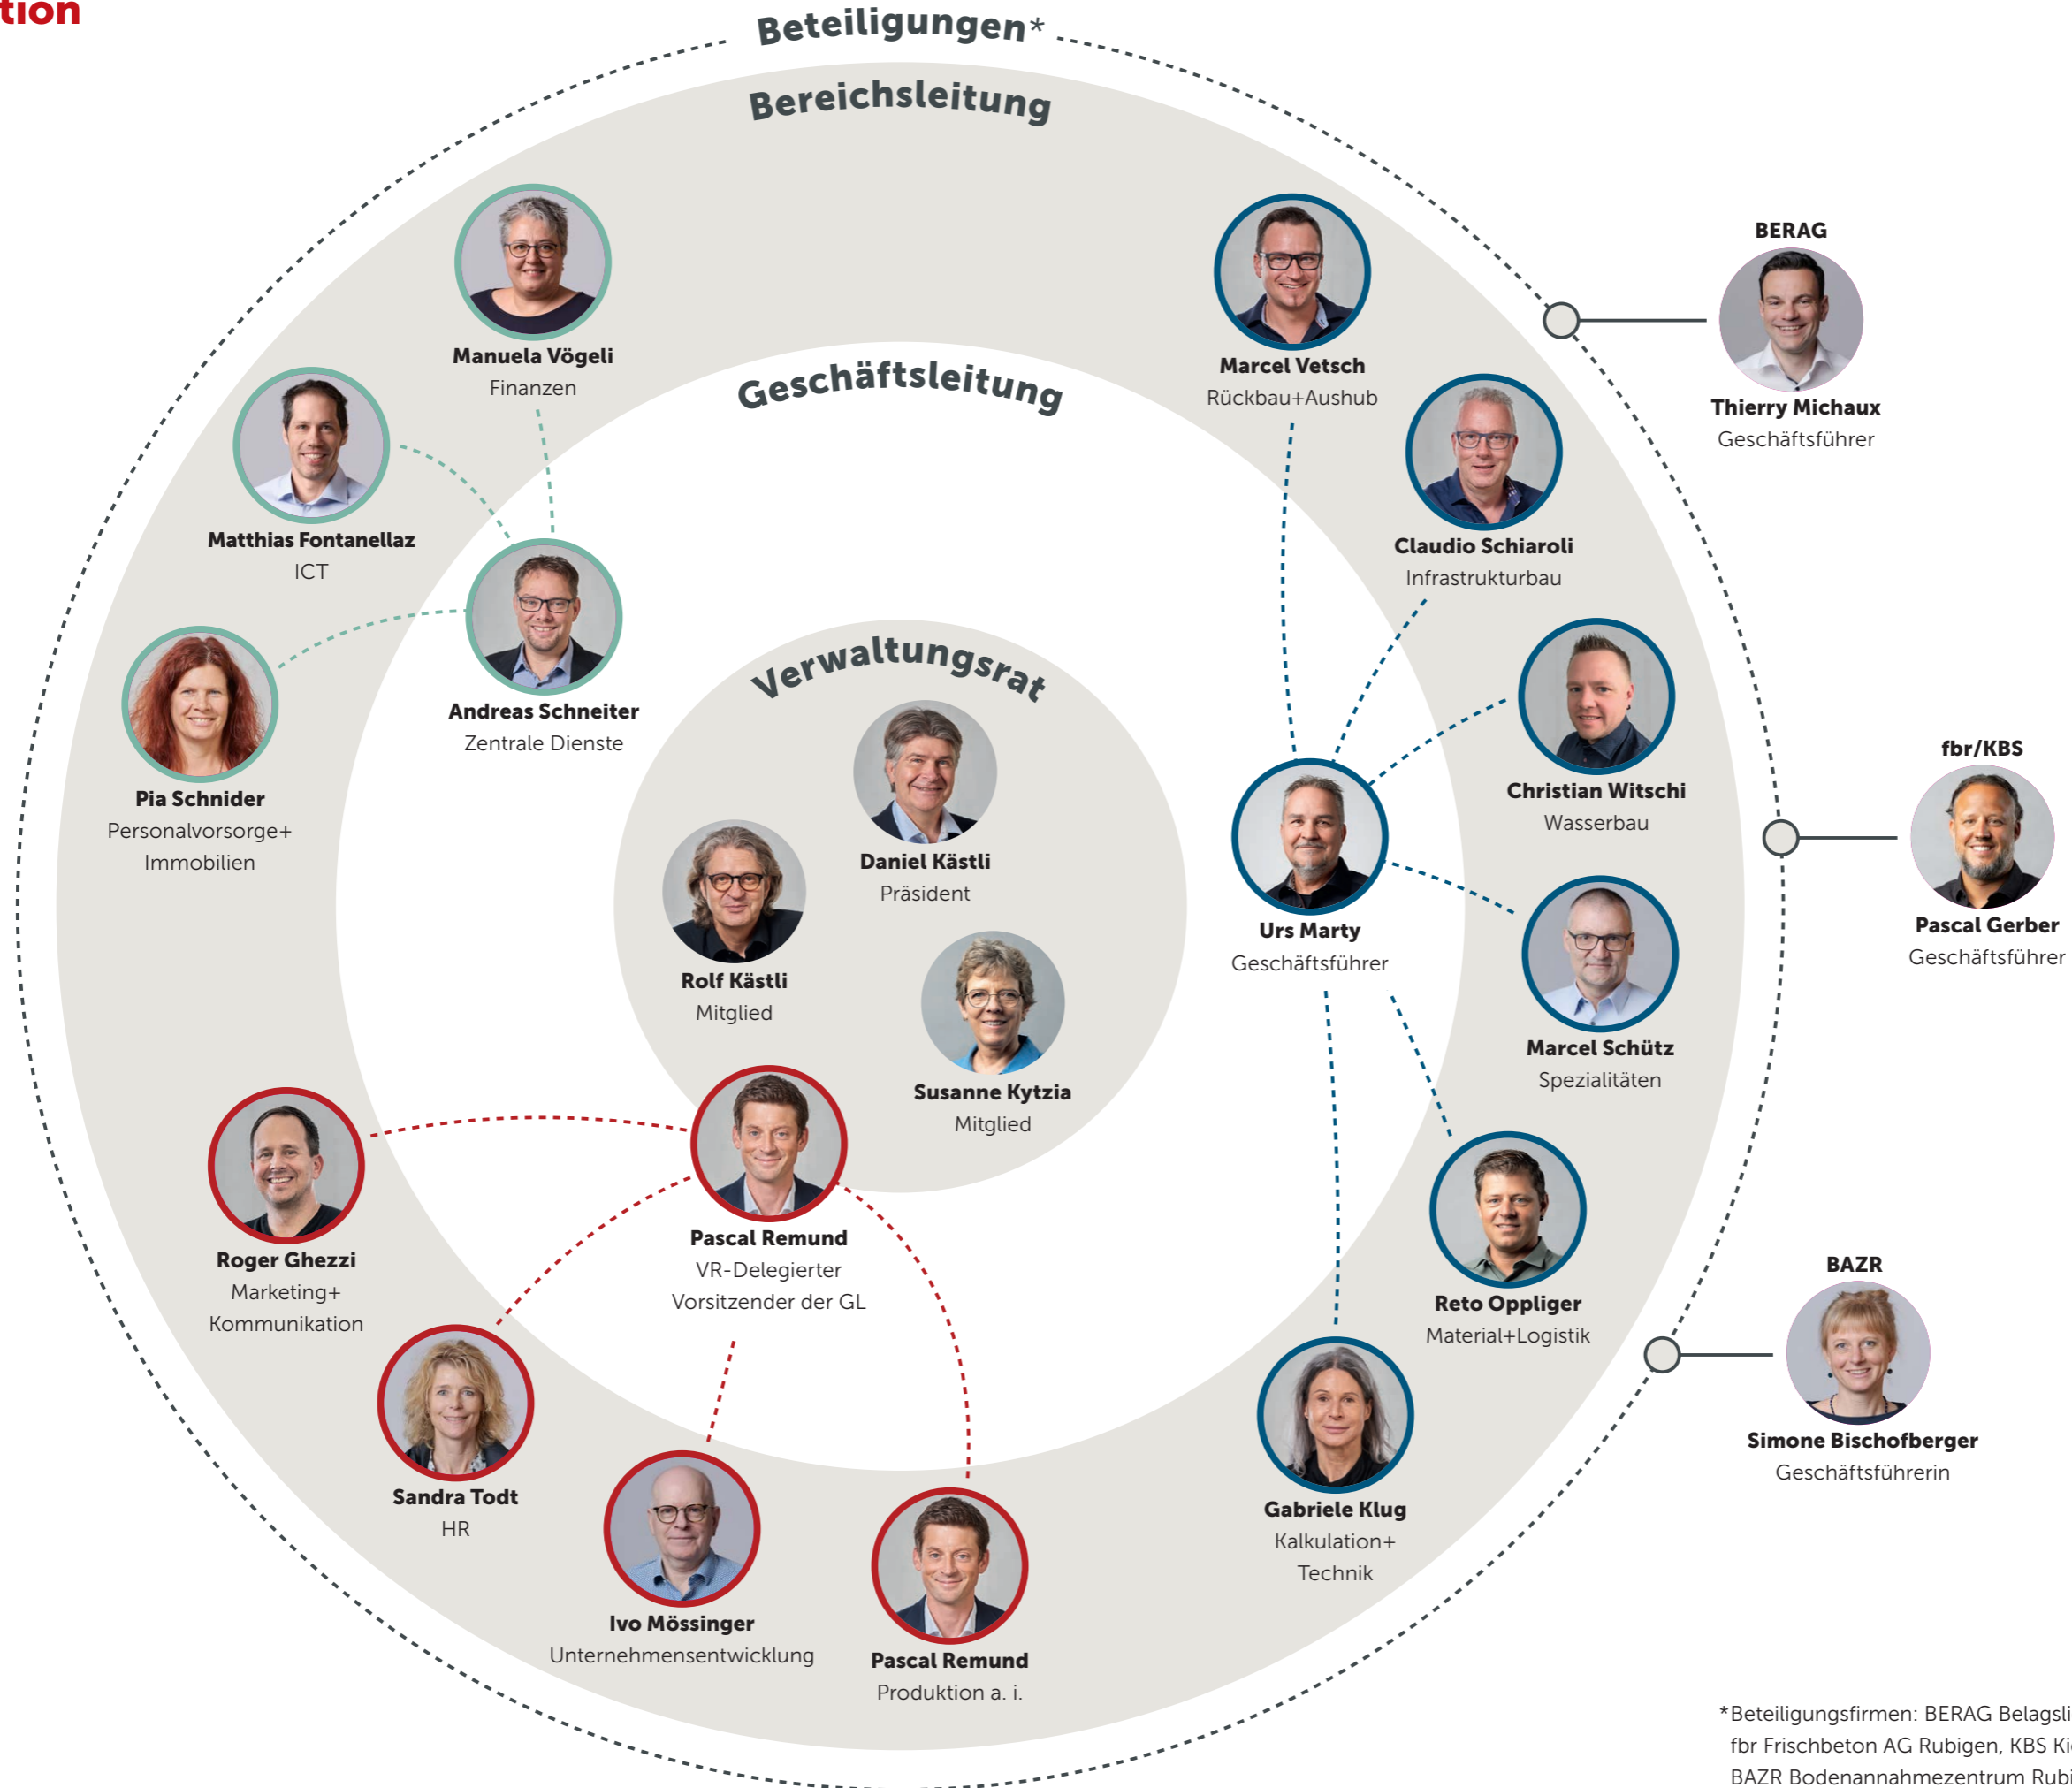 tion
Beteiligungen*
Bereichsleitung
Geschäftsleitung
Verwaltungsrat
Manuela Vögeli
Finanzen
Matthias Fontanellaz
ICT
Pia Schnider
Personalvorsorge+
Immobilien
Andreas Schneiter
Zentrale Dienste
Daniel Kästli
Präsident
Rolf Kästli
Mitglied
Susanne Kytzia
Mitglied
Pascal Remund
VR-Delegierter
Vorsitzender der GL
Roger Ghezzi
Marketing+
Kommunikation
Sandra Todt
HR
Ivo Mössinger
Unternehmensentwicklung
Pascal Remund
Produktion a. i.
Marcel Vetsch
Rückbau+Aushub
Claudio Schiaroli
Infrastrukturbau
Christian Witschi
Wasserbau
Urs Marty
Geschäftsführer
Marcel Schütz
Spezialitäten
Reto Oppliger
Material+Logistik
Gabriele Klug
Kalkulation+
Technik
BERAG
Thierry Michaux
Geschäftsführer
fbr/KBS
Pascal Gerber
Geschäftsführer
BAZR
Simone Bischofberger
Geschäftsführerin
*Beteiligungsfirmen: BERAG Belagsli
fbr Frischbeton AG Rubigen, KBS Kie
BAZR Bodenannahmezentrum Rubi